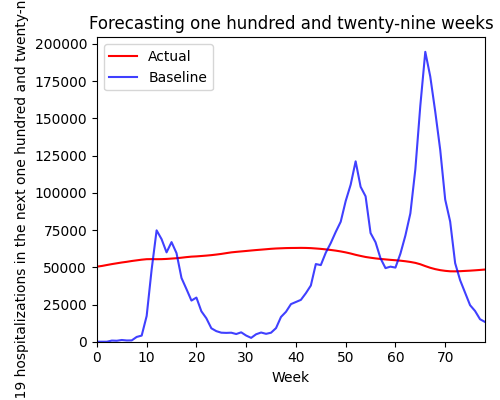 Forecasting one hundred and twenty-nine weeks
19 hospitalizations in the next one hundred and twenty-n
Actual
Baseline
200000
175000
150000
125000
100000
75000
50000
25000
0
0 10 20 30 40 50 60 70
Week